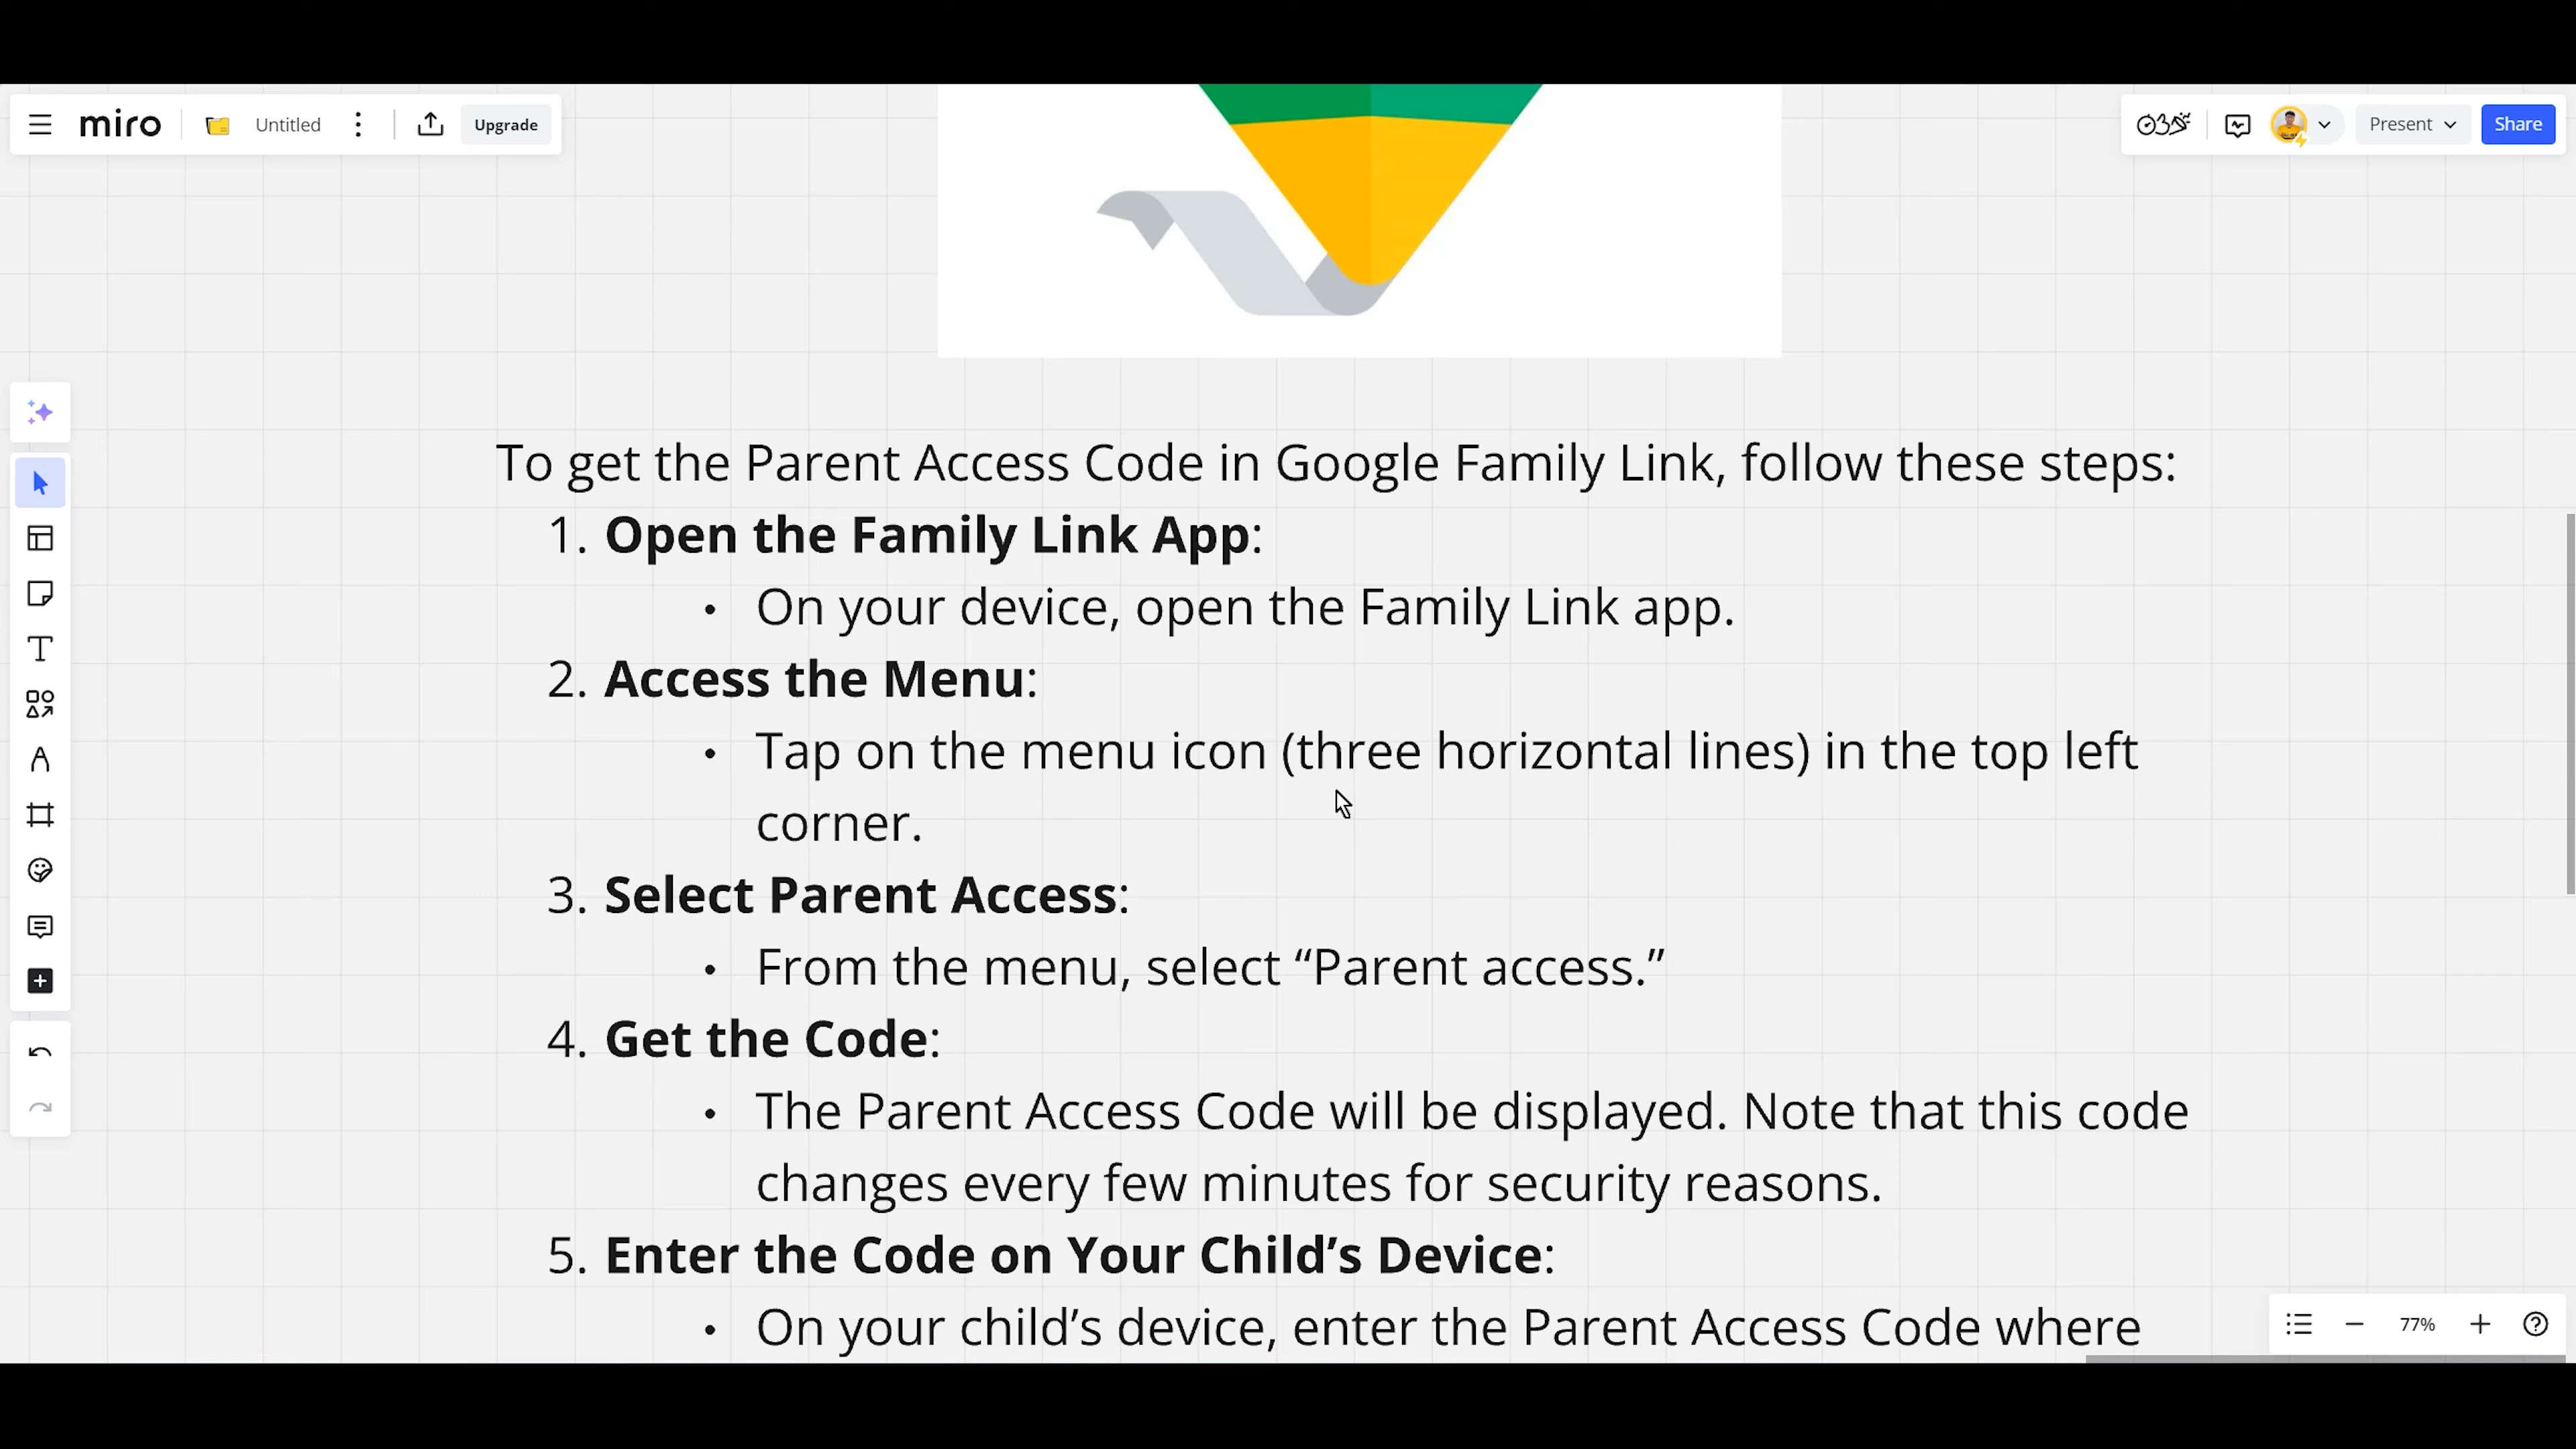 miro
Untitled
Upgrade
Present
Share
To get the Parent Access Code in Google Family Link, follow these steps:
1. Open the Family Link App:
• On your device, open the Family Link app.
2. Access the Menu:
• Tap on the menu icon (three horizontal lines) in the top left
corner.
3. Select Parent Access:
• From the menu, select “Parent access.”
4. Get the Code:
• The Parent Access Code will be displayed. Note that this code
changes every few minutes for security reasons.
5. Enter the Code on Your Child’s Device:
• On your child’s device, enter the Parent Access Code where
77%